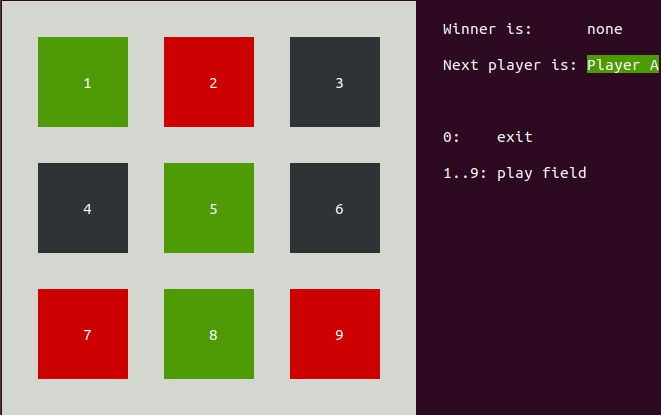 1 2 3
4 5 6
7 8 9
Winner is: none
Next player is: Player A
0: exit
1..9: play field